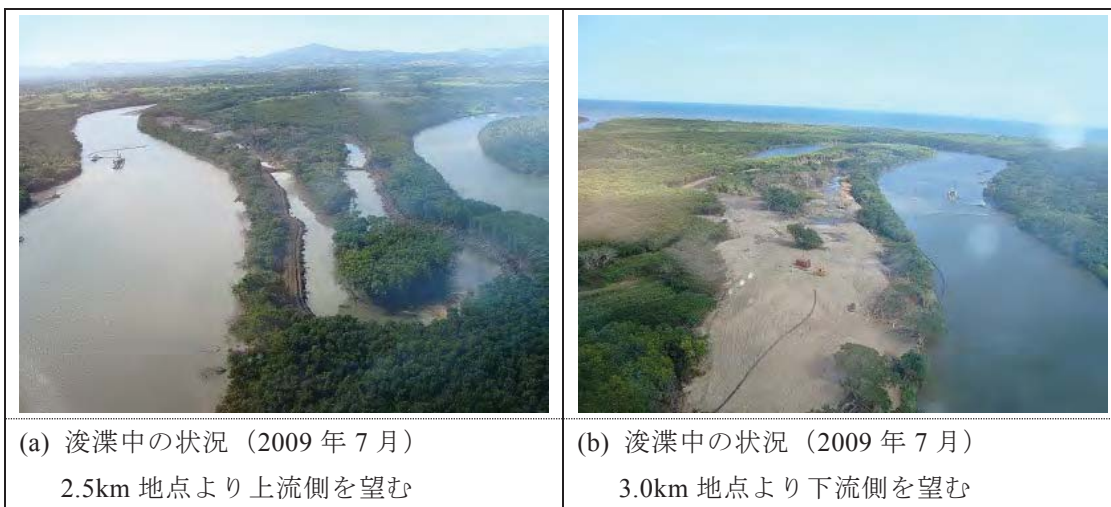 (a) 浚渫中の状況（2009 年 7 月）
2.5km 地点より上流側を望む
(b) 浚渫中の状況（2009 年 7 月）
3.0km 地点より下流側を望む